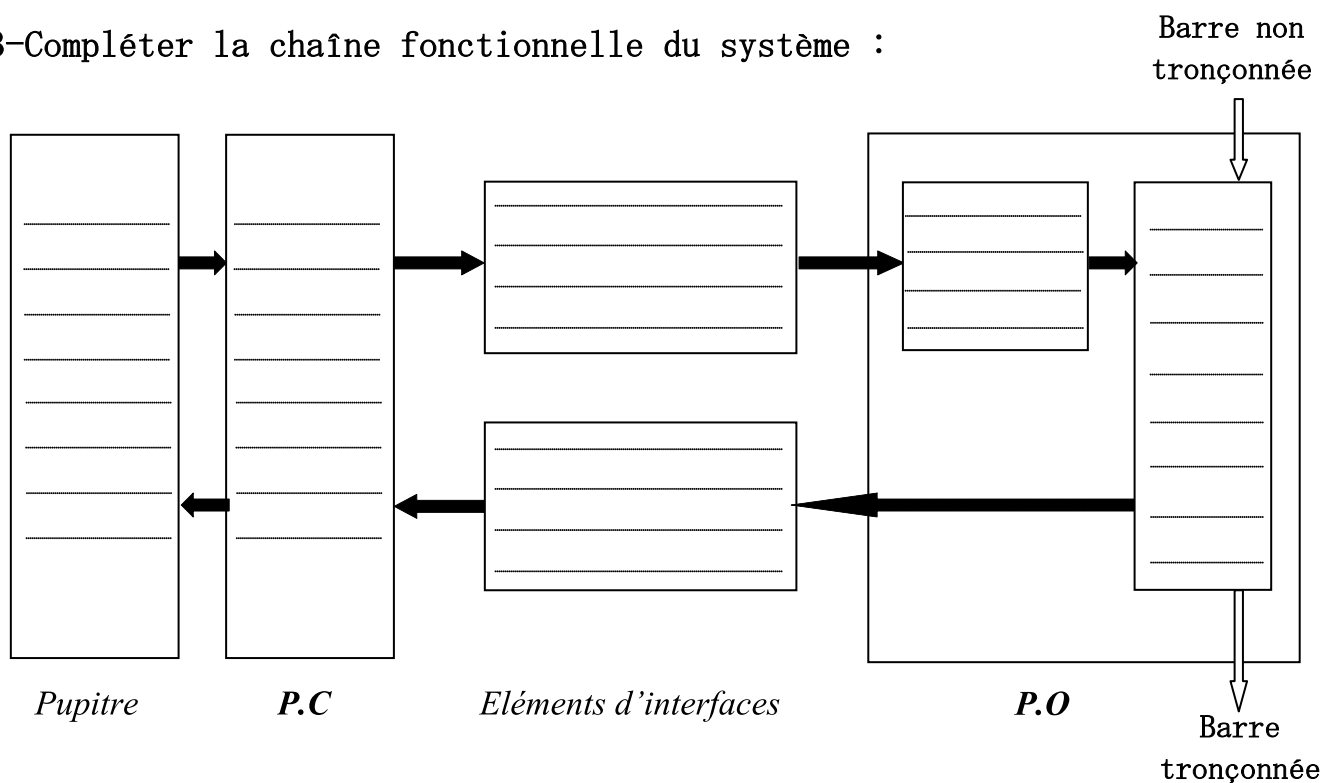 3-Compléter la chaîne fonctionnelle du système :
Barre non
tronçonnée
Pupitre
P.C
Eléments d’interfaces
P.O
Barre
tronçonnée